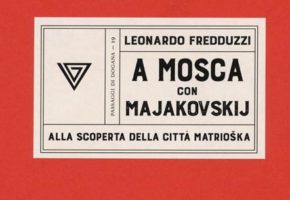 PASSAGGI DI DOGANA — 19
LEONARDO FREDDUZZI
A MOSCA
CON
MAJAKOVSKIJ
ALLA SCOPERTA DELLA CITTÀ MATRIOŠKA